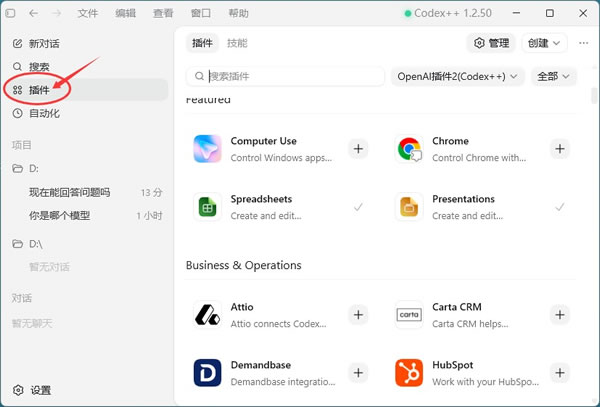 文件 编辑 查看 窗口 帮助 Codex++ 1.2.50
新对话
搜索
插件
自动化
项目
D:
现在能回答问题吗 13 分
你是哪个模型 1 小时
D:\
暂无对话
对话
暂无聊天
设置
插件 技能 管理 创建
搜索插件 OpenAI插件2(Codex++) 全部
Featured
Computer Use
Control Windows apps...
Chrome
Control Chrome with...
Spreadsheets
Create and edit...
Presentations
Create and edit...
Business & Operations
Attio
Attio connects Codex...
carta
Carta CRM
Carta CRM helps...
Demandbase
Demandbase integratio...
HubSpot
Work with your HubSpo...